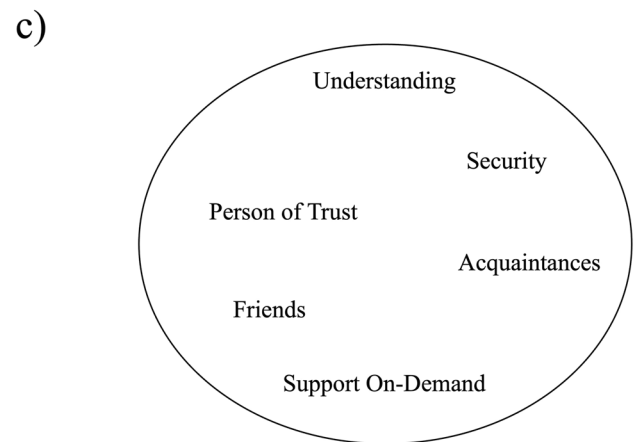 c)
Understanding
Security
Person of Trust
Acquaintances
Friends
Support On-Demand